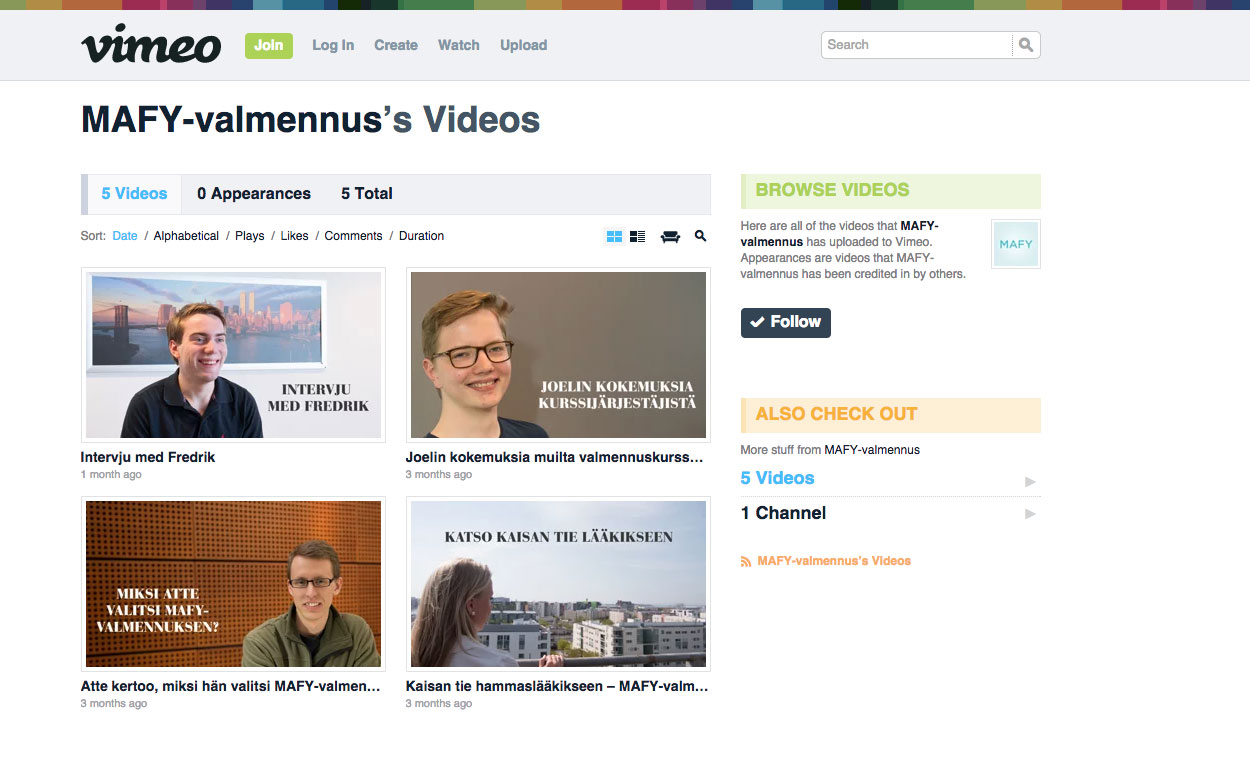 vimeo
Join
Log In
Create
Watch
Upload
Search
MAFY-valmennus's Videos
5 Videos
0 Appearances
5 Total
Sort: Date / Alphabetical / Plays / Likes / Comments / Duration
INTERVJU
MED FREDRIK
Intervju med Fredrik
1 month ago
JOELIN KOKEMUKSIA
KURSSIJÄRJESTÄJISTÄ
Joelin kokemuksia muilta valmennuskurss...
3 months ago
MIKSI ATTE
VALITSI MAFY-
VALMENNUKSEN?
Atte kertoo, miksi hän valitsi MAFY-valmen...
3 months ago
KATSO KAISAN TIE LÄÄKIKSEEN
Kaisan tie hammaslääkikseen – MAFY-valm...
3 months ago
BROWSE VIDEOS
Here are all of the videos that MAFY-
valmennus has uploaded to Vimeo.
Appearances are videos that MAFY-
valmennus has been credited in by others.
MAFY
Follow
ALSO CHECK OUT
More stuff from MAFY-valmennus
5 Videos
1 Channel
MAFY-valmennus's Videos